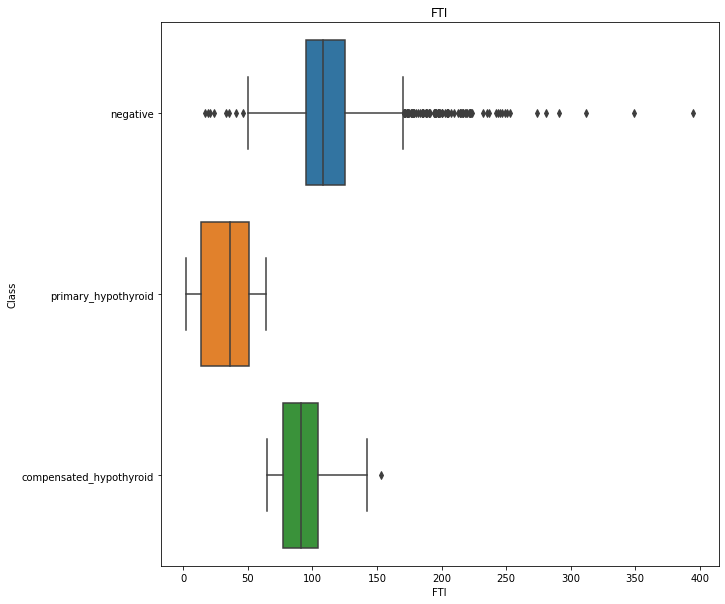 FTI
negative
primary_hypothyroid
compensated_hypothyroid
Class
0 50 100 150 200 250 300 350 400
FTI